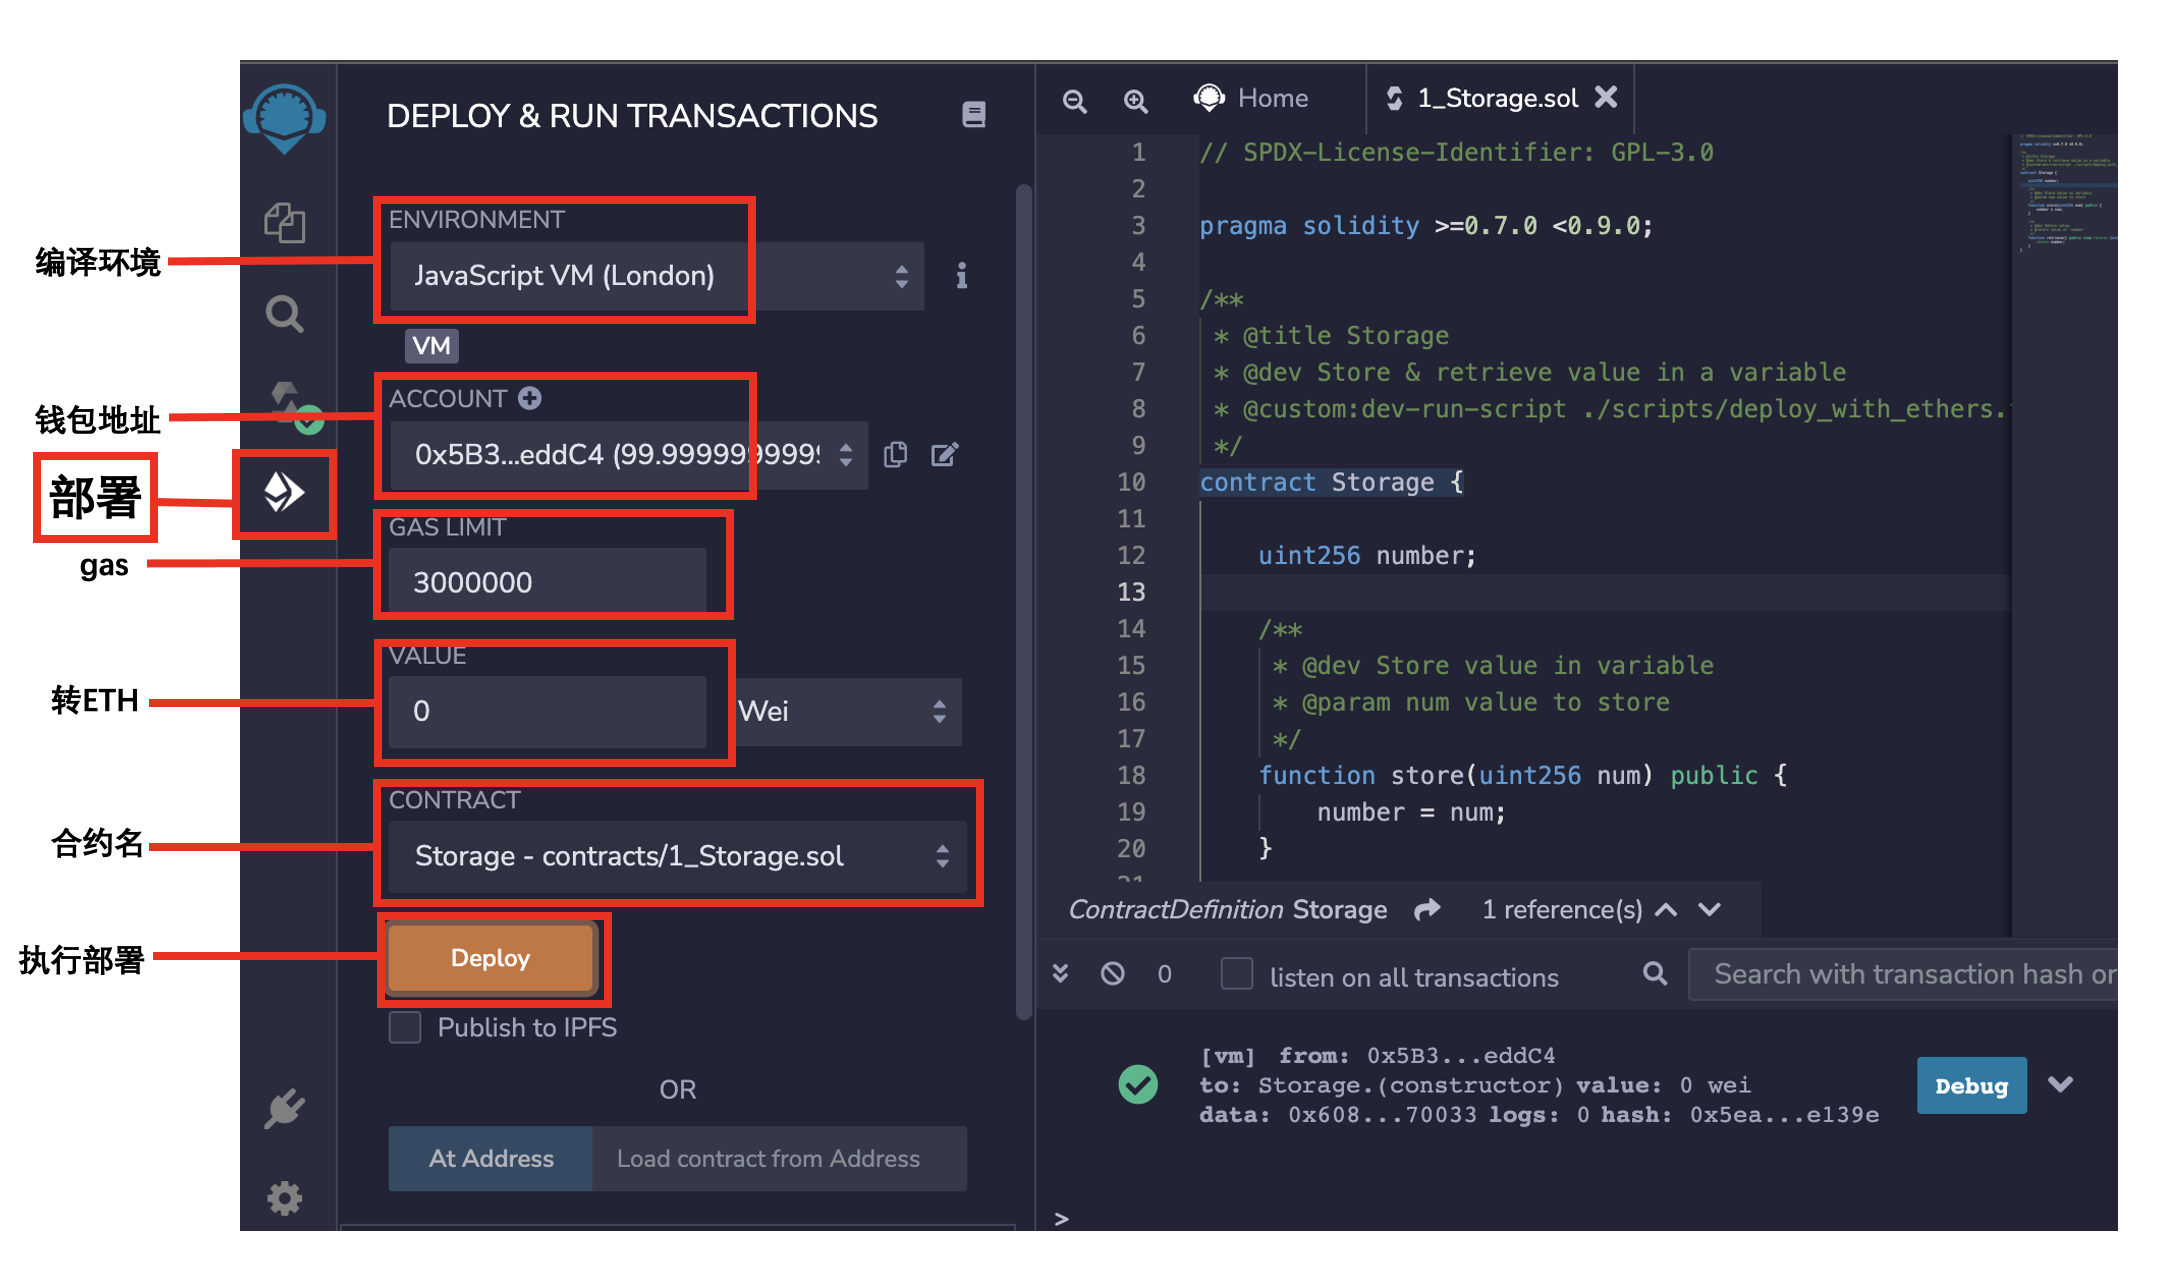 编译环境
钱包地址
部署
gas
转ETH
合约名
执行部署
DEPLOY & RUN TRANSACTIONS
ENVIRONMENT
JavaScript VM (London)
VM
ACCOUNT
0x5B3...eddC4 (99.9999999999
GAS LIMIT
3000000
VALUE
0
Wei
CONTRACT
Storage - contracts/1_Storage.sol
Deploy
Publish to IPFS
OR
At Address
Load contract from Address
Home
1_Storage.sol
1 // SPDX-License-Identifier: GPL-3.0
2
3 pragma solidity >=0.7.0 <0.9.0;
4
5 /**
6 * @title Storage
7 * @dev Store & retrieve value in a variable
8 * @custom:dev-run-script ./scripts/deploy_with_ethers.
9 */
10 contract Storage {
11
12 uint256 number;
13
14 /**
15 * @dev Store value in variable
16 * @param num value to store
17 */
18 function store(uint256 num) public {
19 number = num;
20 }
21
ContractDefinition Storage 1 reference(s)
0 listen on all transactions
Search with transaction hash or
[vm] from: 0x5B3...eddC4
to: Storage.(constructor) value: 0 wei
data: 0x608...70033 logs: 0 hash: 0x5ea...e139e
Debug
>